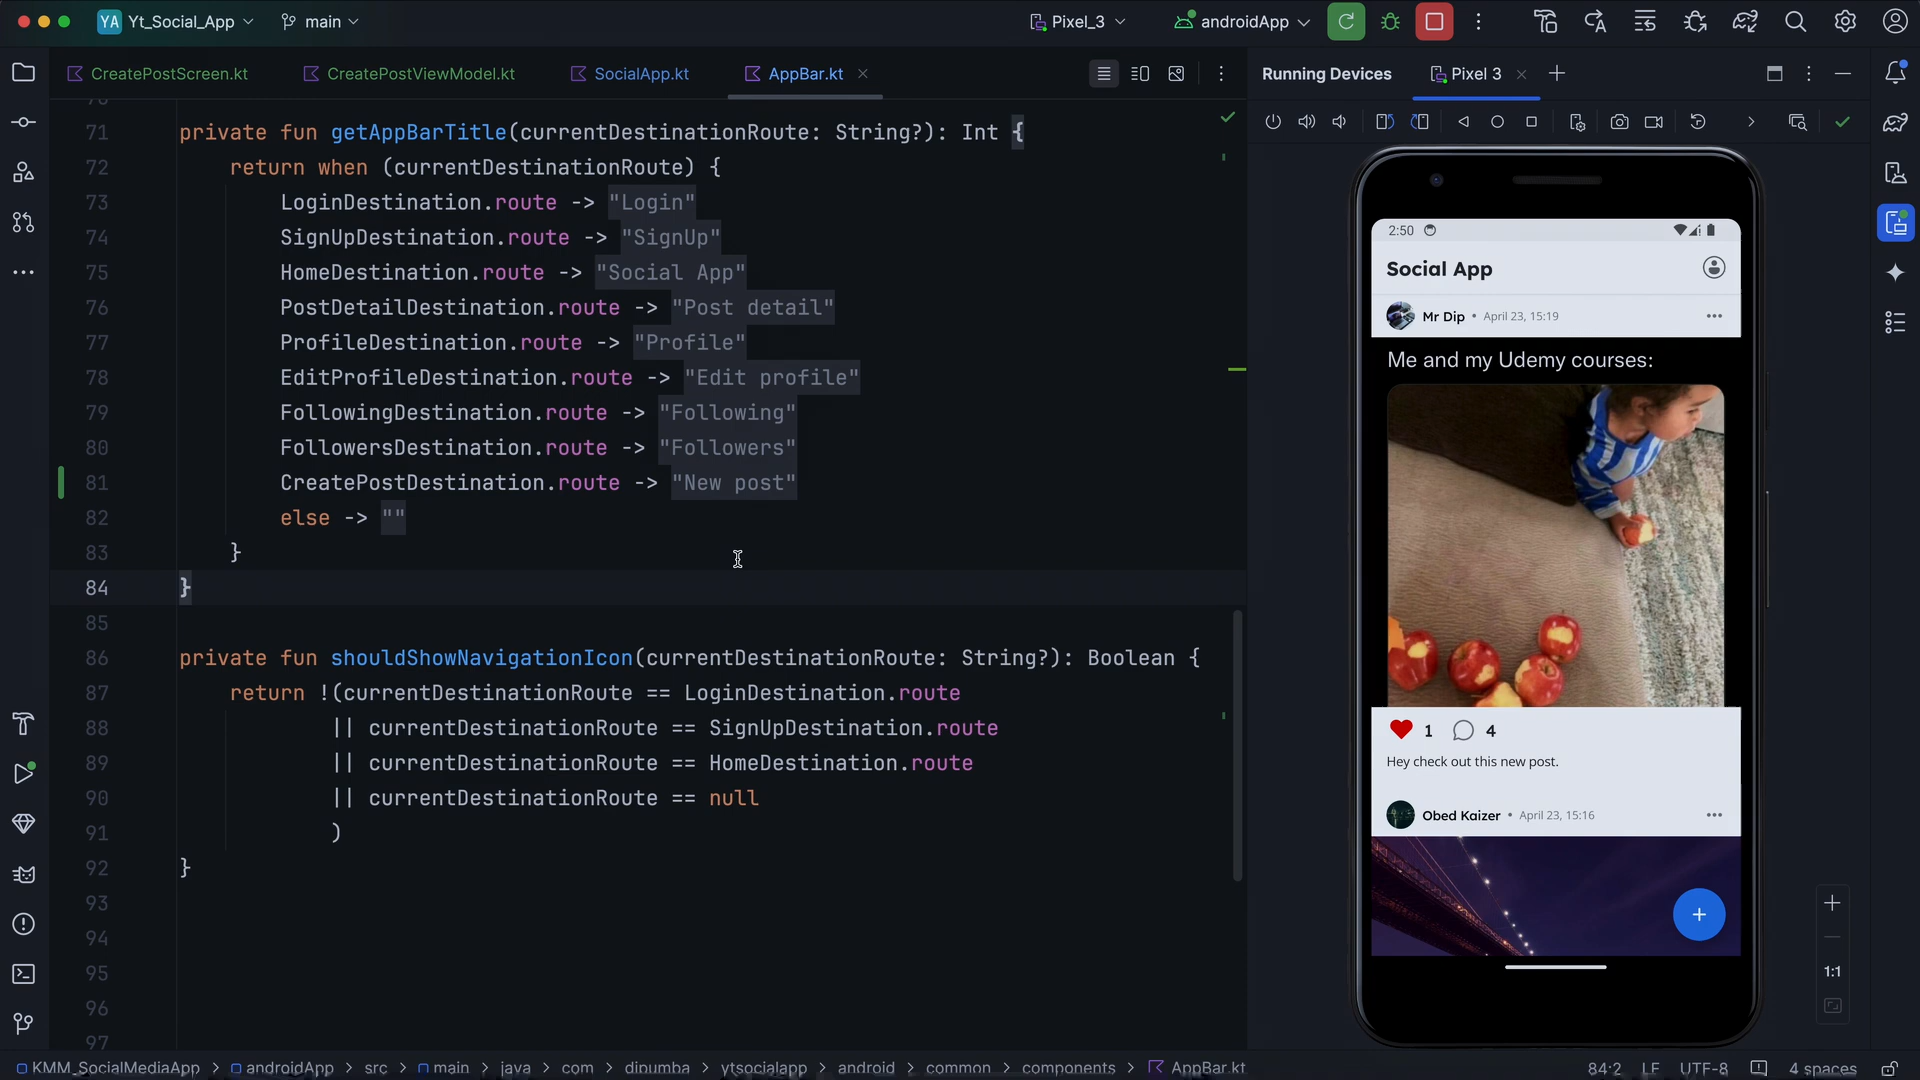 YA Yt_Social_App main Pixel_3 androidApp
CreatePostScreen.kt CreatePostViewModel.kt SocialApp.kt AppBar.kt Running Devices Pixel 3
71 private fun getAppBarTitle(currentDestinationRoute: String?): Int {
72 return when (currentDestinationRoute) {
73 LoginDestination.route -> "Login"
74 SignUpDestination.route -> "SignUp"
75 HomeDestination.route -> "Social App"
76 PostDetailDestination.route -> "Post detail"
77 ProfileDestination.route -> "Profile"
78 EditProfileDestination.route -> "Edit profile"
79 FollowingDestination.route -> "Following"
80 FollowersDestination.route -> "Followers"
81 CreatePostDestination.route -> "New post"
82 else -> ""
83 }
84 }
85
86 private fun shouldShowNavigationIcon(currentDestinationRoute: String?): Boolean {
87 return !(currentDestinationRoute == LoginDestination.route
88 || currentDestinationRoute == SignUpDestination.route
89 || currentDestinationRoute == HomeDestination.route
90 || currentDestinationRoute == null
91 )
92 }
93
94
95
96
97
2:50
Social App
Mr Dip • April 23, 15:19
Me and my Udemy courses:
1 4
Hey check out this new post.
Obed Kaizer • April 23, 15:16
+
1:1
KMM_SocialMediaApp > androidApp > src > main > java > com > dipumba > ytsocialapp > android > common > components > AppBar.kt 84:2 LF UTF-8 4 spaces